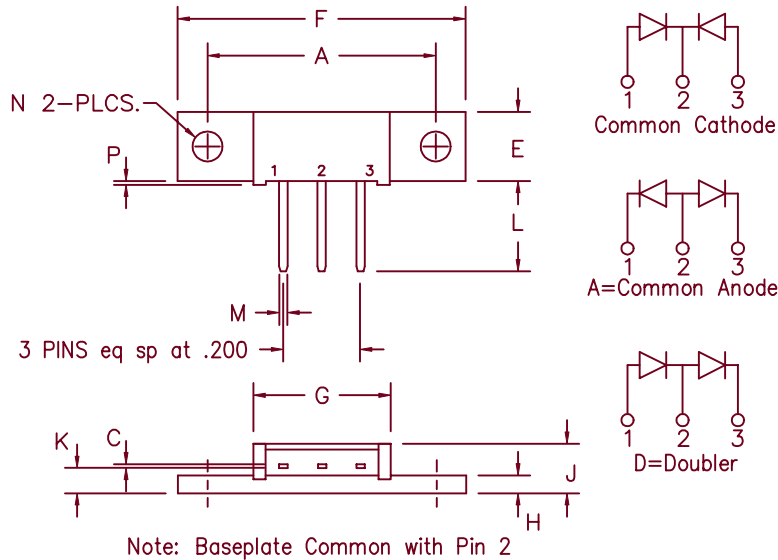 F
A
N 2-PLCS.
P
E
1 2 3
L
M
3 PINS eq sp at .200
G
K
C
J
H
Note: Baseplate Common with Pin 2
1 2 3
Common Cathode
1 2 3
A=Common Anode
1 2 3
D=Doubler